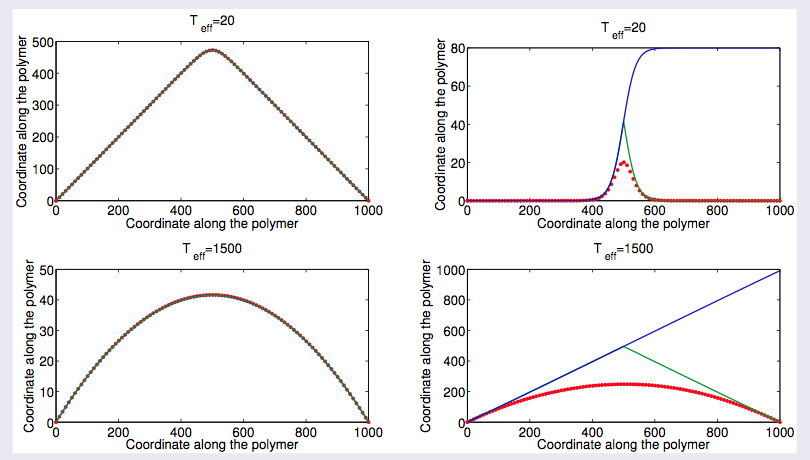 T eff=20
500
400
300
200
100
0
0 200 400 600 800 1000
Coordinate along the polymer
Coordinate along the polymer
T eff=20
80
60
40
20
0
0 200 400 600 800 1000
Coordinate along the polymer
Coordinate along the polymer
T eff=1500
50
40
30
20
10
0
0 200 400 600 800 1000
Coordinate along the polymer
Coordinate along the polymer
T eff=1500
1000
800
600
400
200
0
0 200 400 600 800 1000
Coordinate along the polymer
Coordinate along the polymer